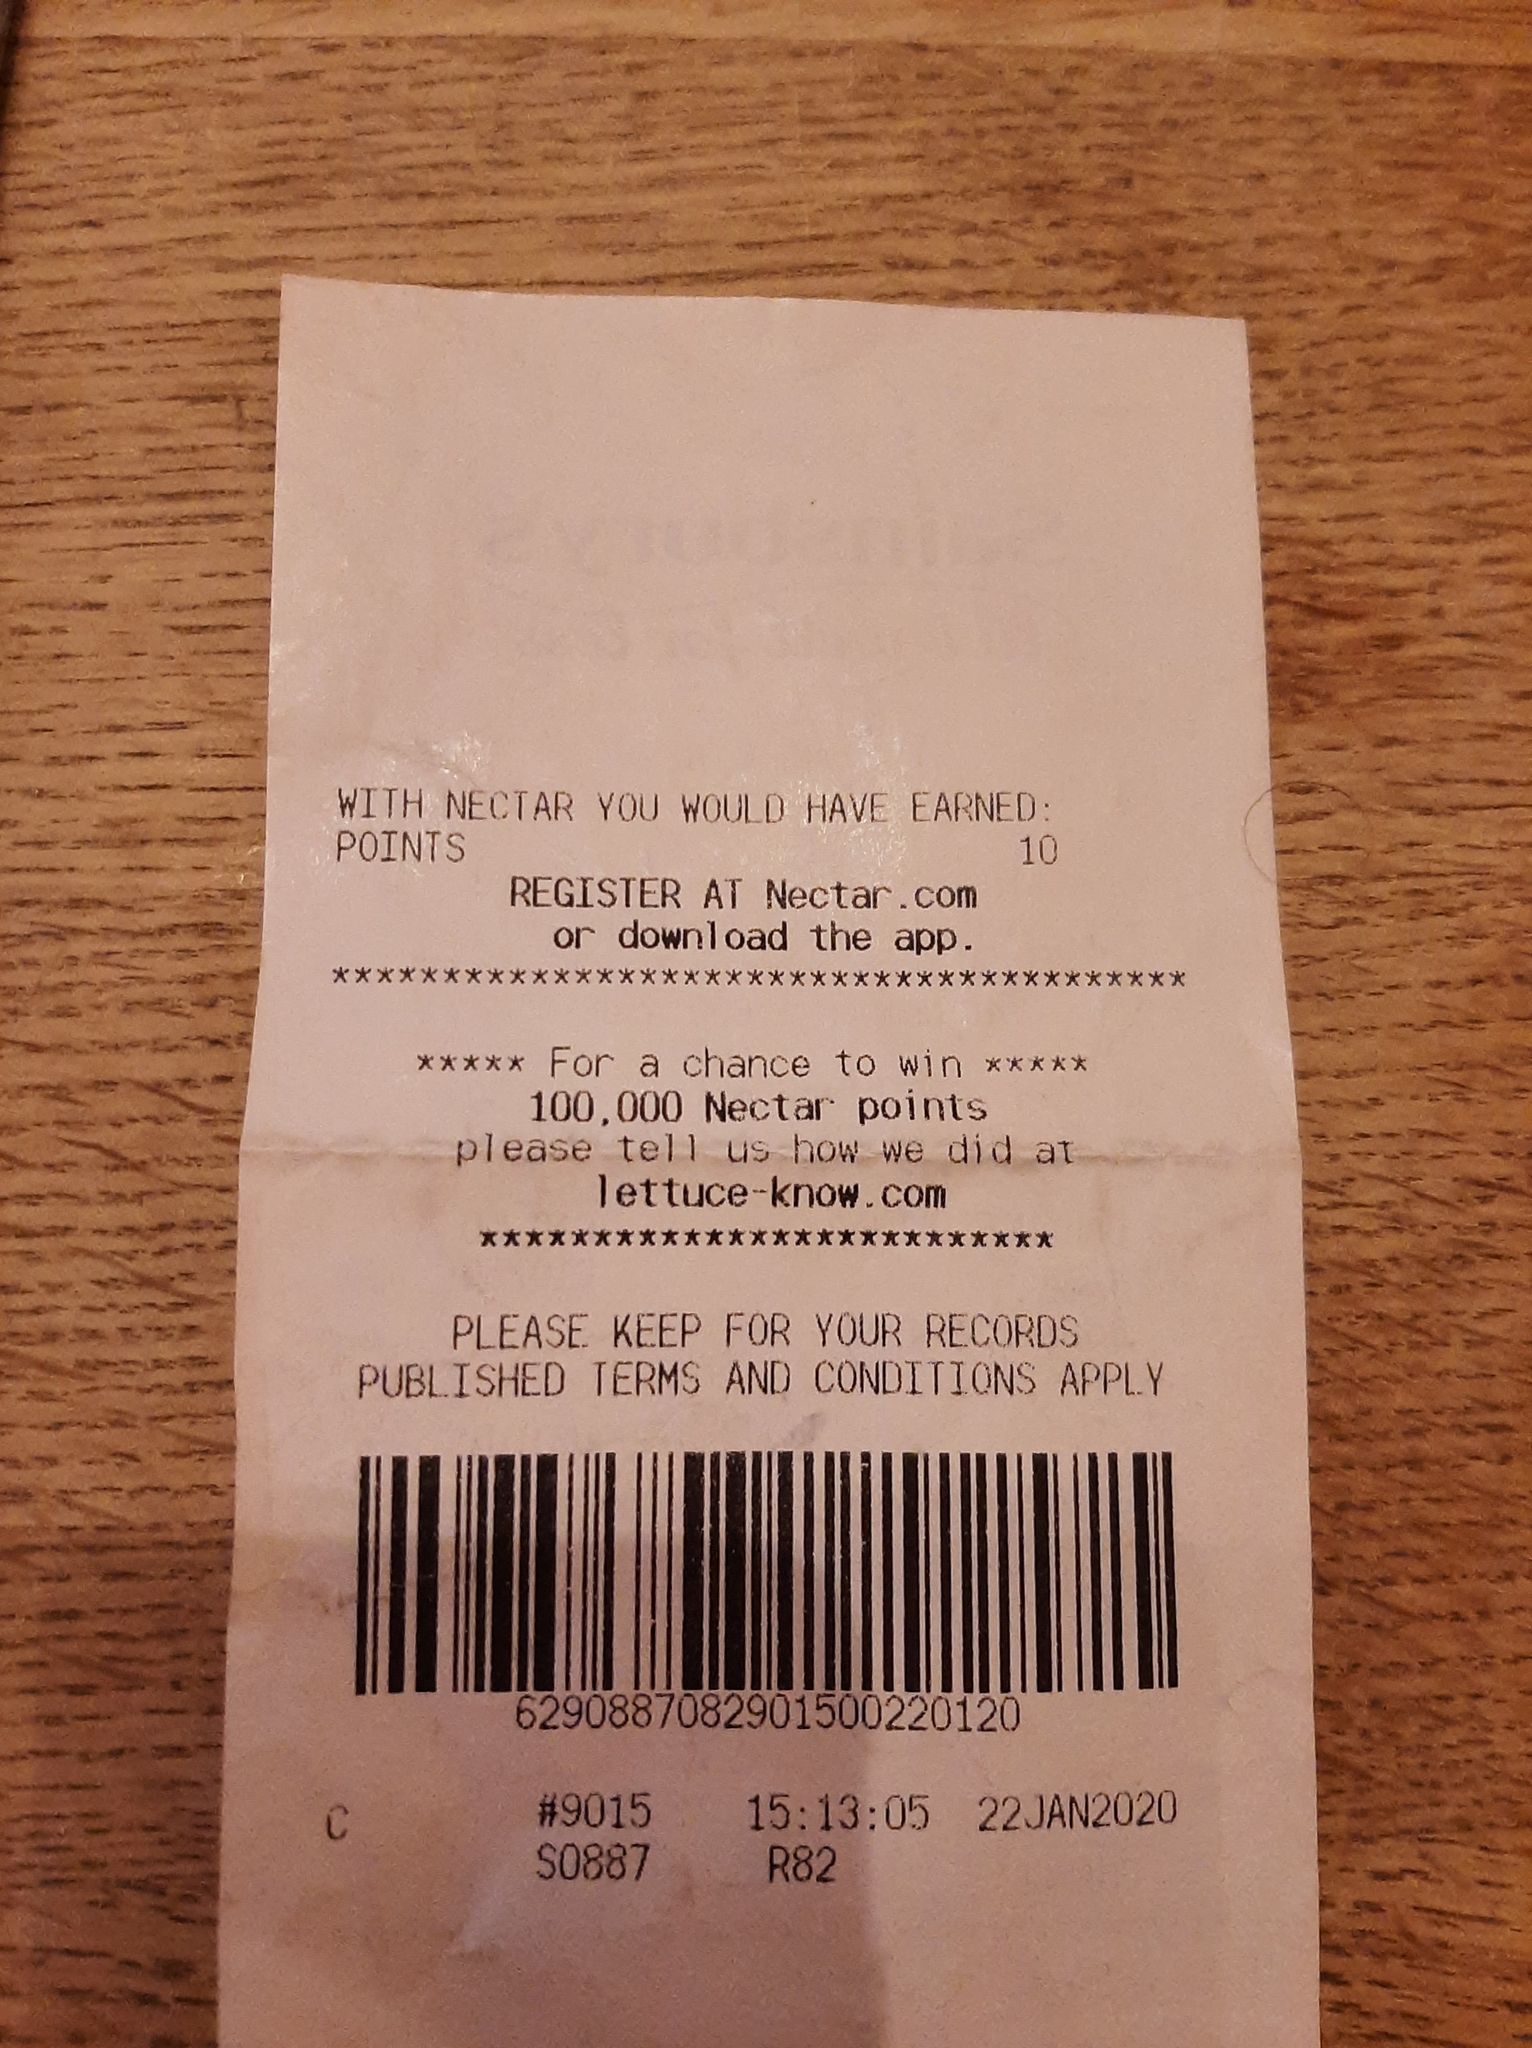 WITH NECTAR YOU WOULD HAVE EARNED:
POINTS 10
REGISTER AT Nectar.com
or download the app.
****************************************
***** For a chance to win *****
100,000 Nectar points
please tell us how we did at
lettuce-know.com
**************************
PLEASE KEEP FOR YOUR RECORDS
PUBLISHED TERMS AND CONDITIONS APPLY
6290887082901500220120
C #9015 15:13:05 22JAN2020
S0887 R82